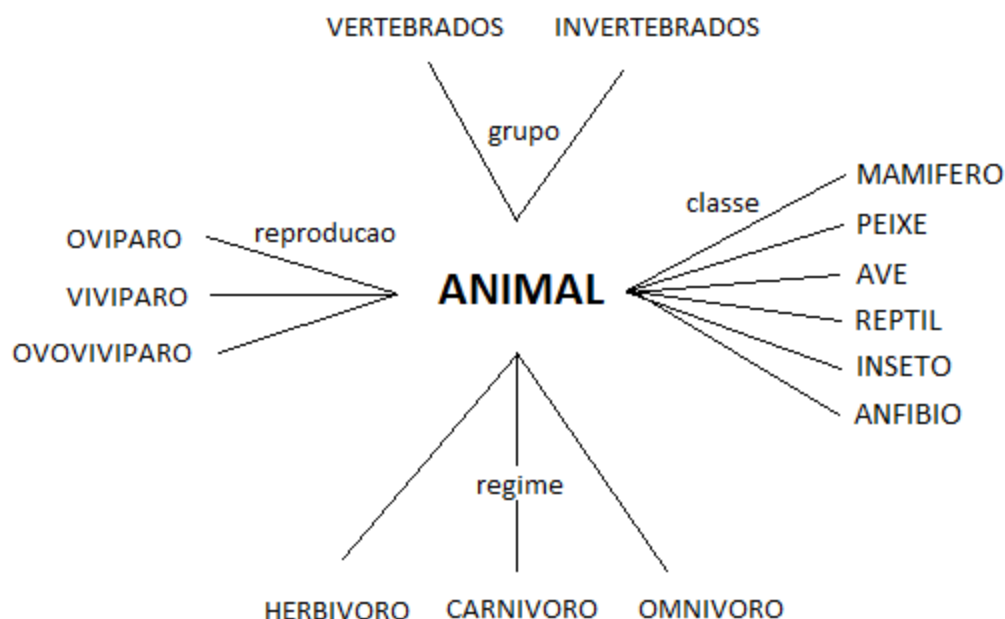 VERTEBRADOS INVERTEBRADOS
grupo
MAMIFERO
classe
PEIXE
reproducao
OVIPARO
AVE
ANIMAL
VIVIPARO
REPTIL
OVOVIVIPARO
INSETO
ANFIBIO
regime
HERBIVORO CARNIVORO OMNIVORO